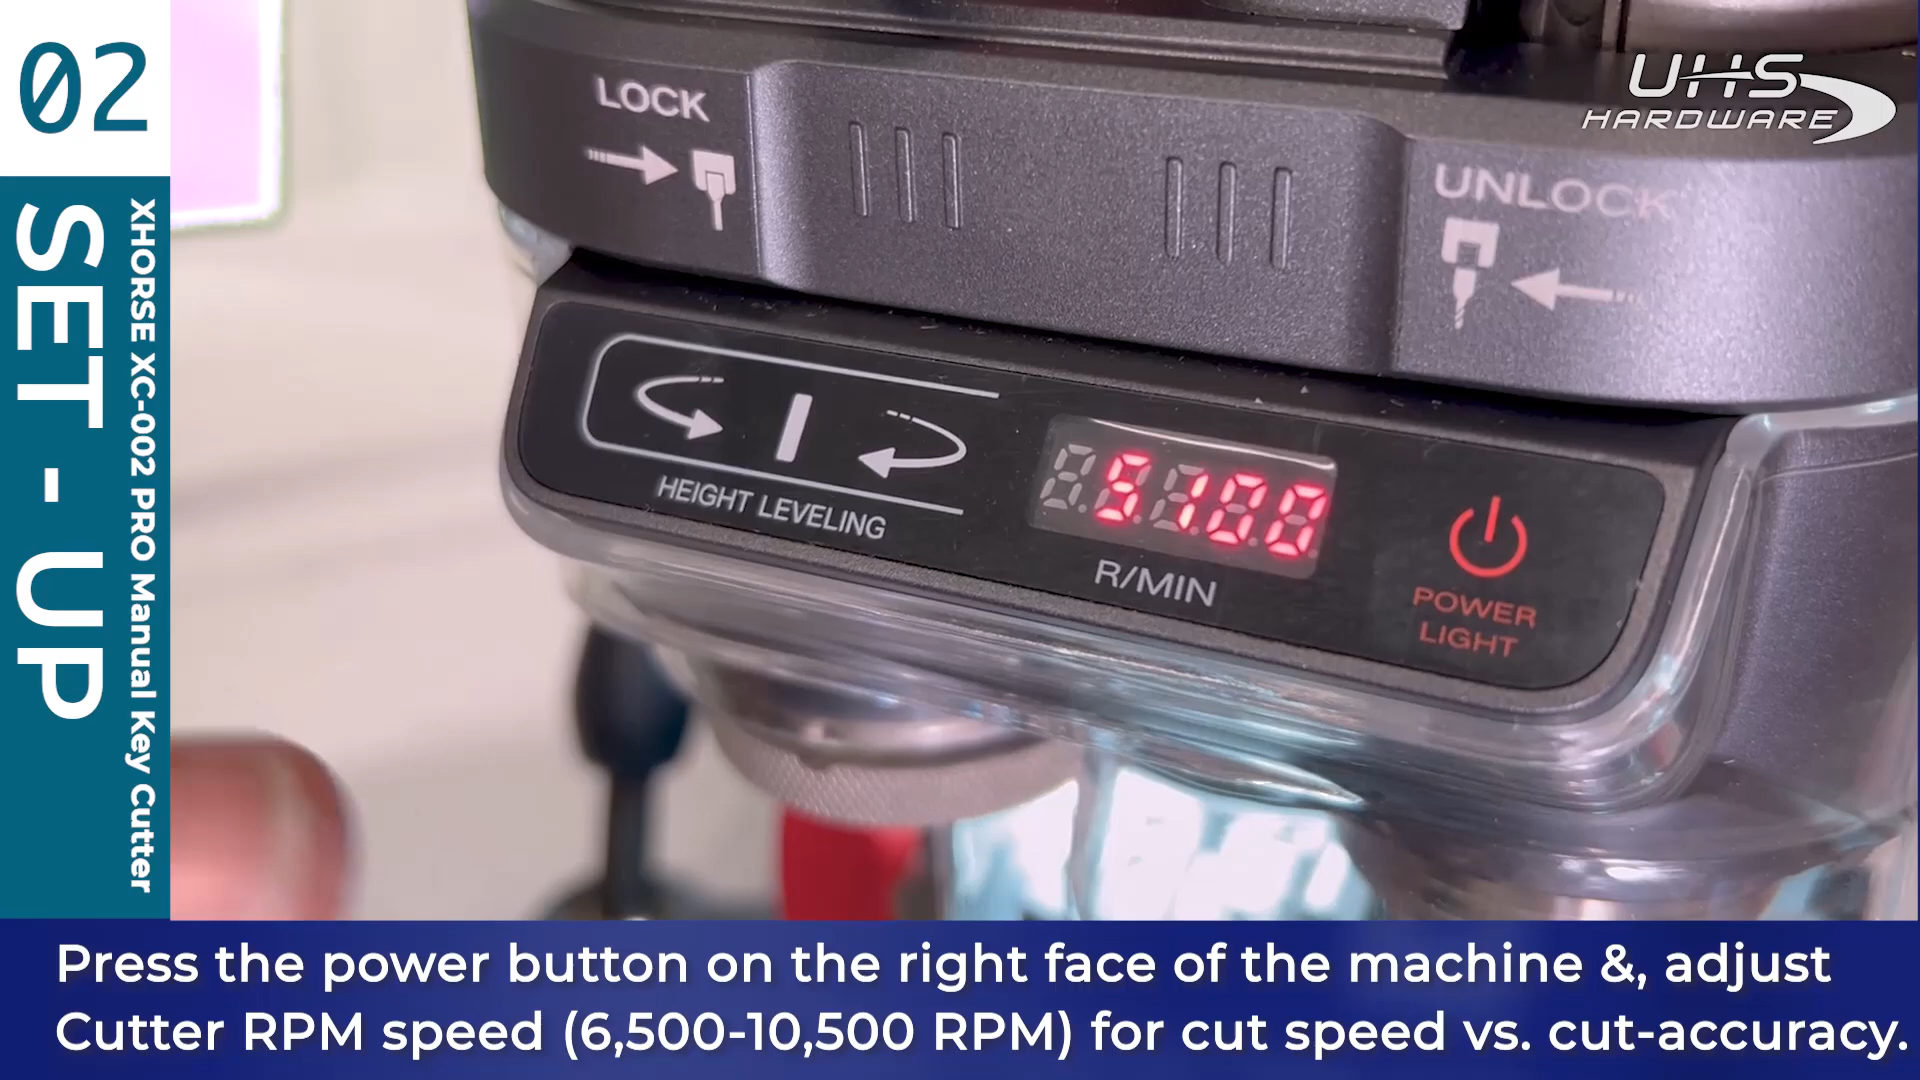 02
SET - UP
XHORSE XC-002 PRO Manual Key Cutter
UHS
HARDWARE
LOCK
UNLOCK
HEIGHT LEVELING
5100
R/MIN
POWER
LIGHT
Press the power button on the right face of the machine &, adjust
Cutter RPM speed (6,500-10,500 RPM) for cut speed vs. cut-accuracy.